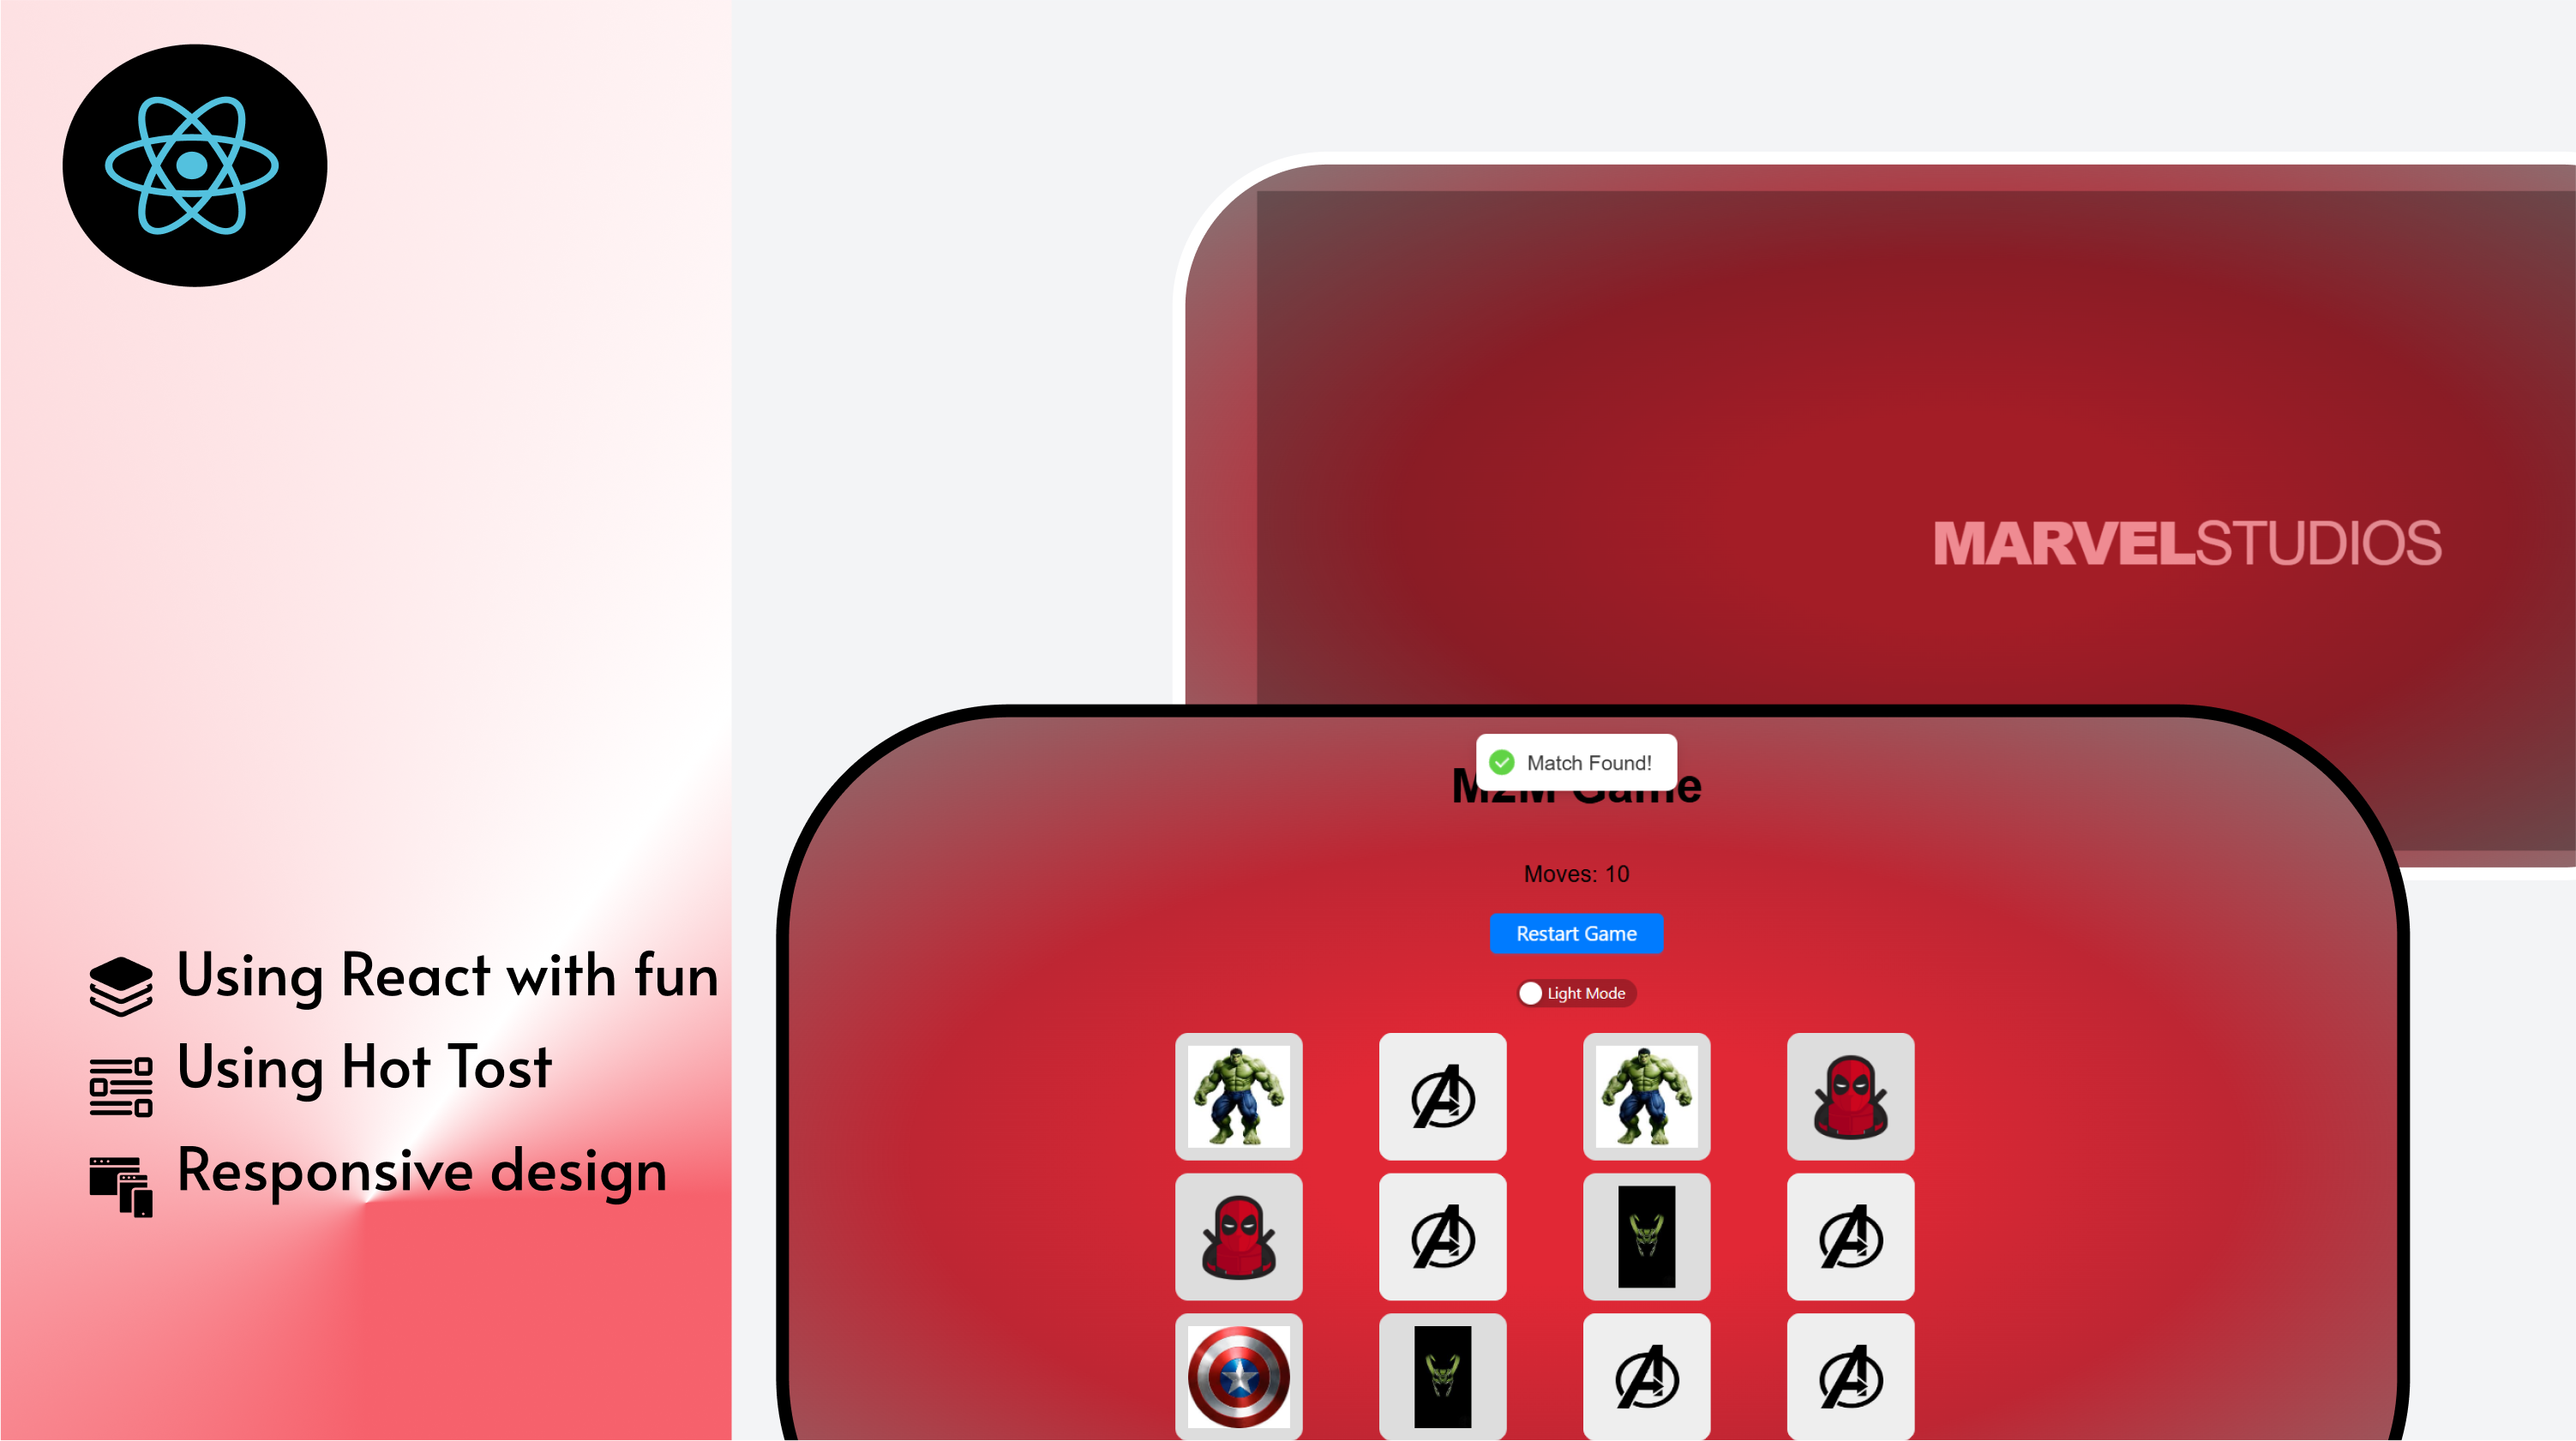 MARVELSTUDIOS
Match Found!
M2M Game
Moves: 10
Restart Game
Light Mode
Using React with fun
Using Hot Tost
Responsive design